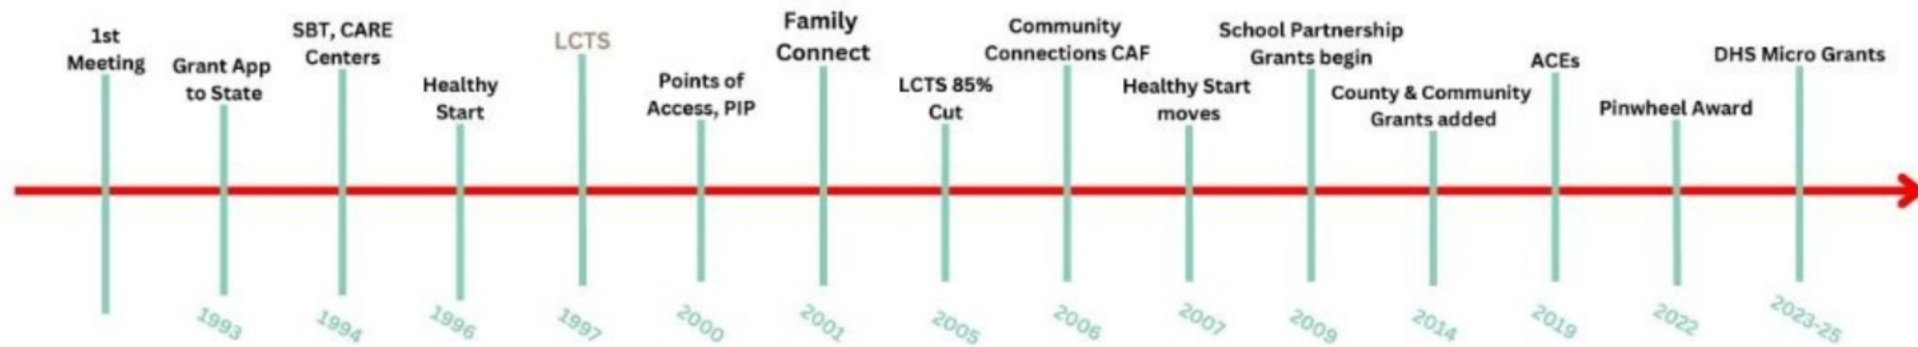 1st
Meeting
Grant App
to State
SBT, CARE
Centers
Healthy
Start
LCTS
Points of
Access, PIP
Family
Connect
LCTS 85%
Cut
Community
Connections CAF
Healthy Start
moves
School Partnership
Grants begin
County & Community
Grants added
ACEs
Pinwheel Award
DHS Micro Grants
1993
1994
1996
1997
2000
2001
2005
2006
2007
2009
2014
2019
2022
2023-25